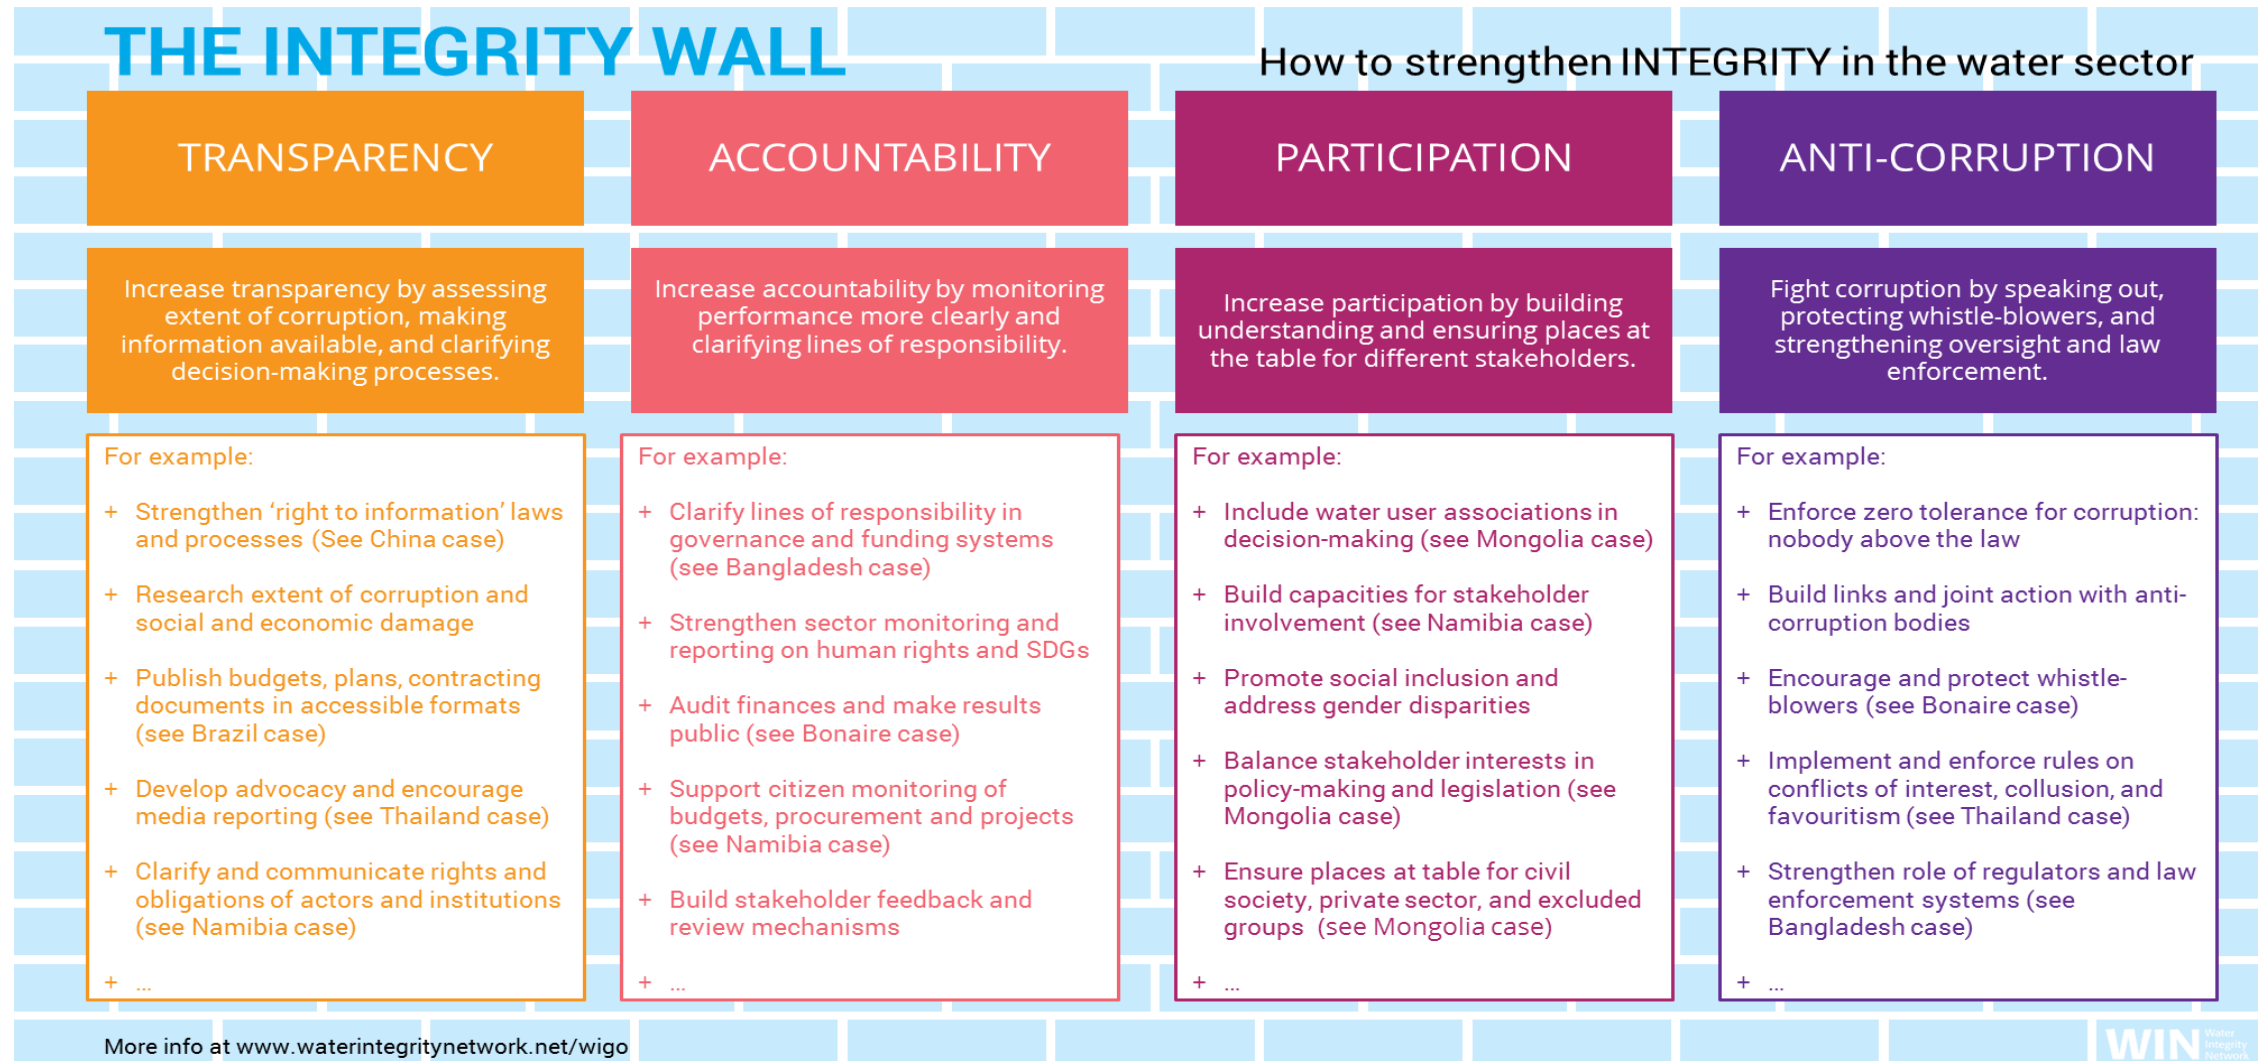 THE INTEGRITY WALL
How to strengthen INTEGRITY in the water sector
TRANSPARENCY
Increase transparency by assessing
extent of corruption, making
information available, and clarifying
decision-making processes.
For example:
+ Strengthen ‘right to information’ laws
and processes (See China case)
+ Research extent of corruption and
social and economic damage
+ Publish budgets, plans, contracting
documents in accessible formats
(see Brazil case)
+ Develop advocacy and encourage
media reporting (see Thailand case)
+ Clarify and communicate rights and
obligations of actors and institutions
(see Namibia case)
+ ...
ACCOUNTABILITY
Increase accountability by monitoring
performance more clearly and
clarifying lines of responsibility.
For example:
+ Clarify lines of responsibility in
governance and funding systems
(see Bangladesh case)
+ Strengthen sector monitoring and
reporting on human rights and SDGs
+ Audit finances and make results
public (see Bonaire case)
+ Support citizen monitoring of
budgets, procurement and projects
(see Namibia case)
+ Build stakeholder feedback and
review mechanisms
+ ...
PARTICIPATION
Increase participation by building
understanding and ensuring places at
the table for different stakeholders.
For example:
+ Include water user associations in
decision-making (see Mongolia case)
+ Build capacities for stakeholder
involvement (see Namibia case)
+ Promote social inclusion and
address gender disparities
+ Balance stakeholder interests in
policy-making and legislation (see
Mongolia case)
+ Ensure places at table for civil
society, private sector, and excluded
groups (see Mongolia case)
+ ...
ANTI-CORRUPTION
Fight corruption by speaking out,
protecting whistle-blowers, and
strengthening oversight and law
enforcement.
For example:
+ Enforce zero tolerance for corruption:
nobody above the law
+ Build links and joint action with anti-
corruption bodies
+ Encourage and protect whistle-
blowers (see Bonaire case)
+ Implement and enforce rules on
conflicts of interest, collusion, and
favouritism (see Thailand case)
+ Strengthen role of regulators and law
enforcement systems (see
Bangladesh case)
+ ...
More info at www.waterintegritynetwork.net/wigo
WIN
Water
Integrity
Network